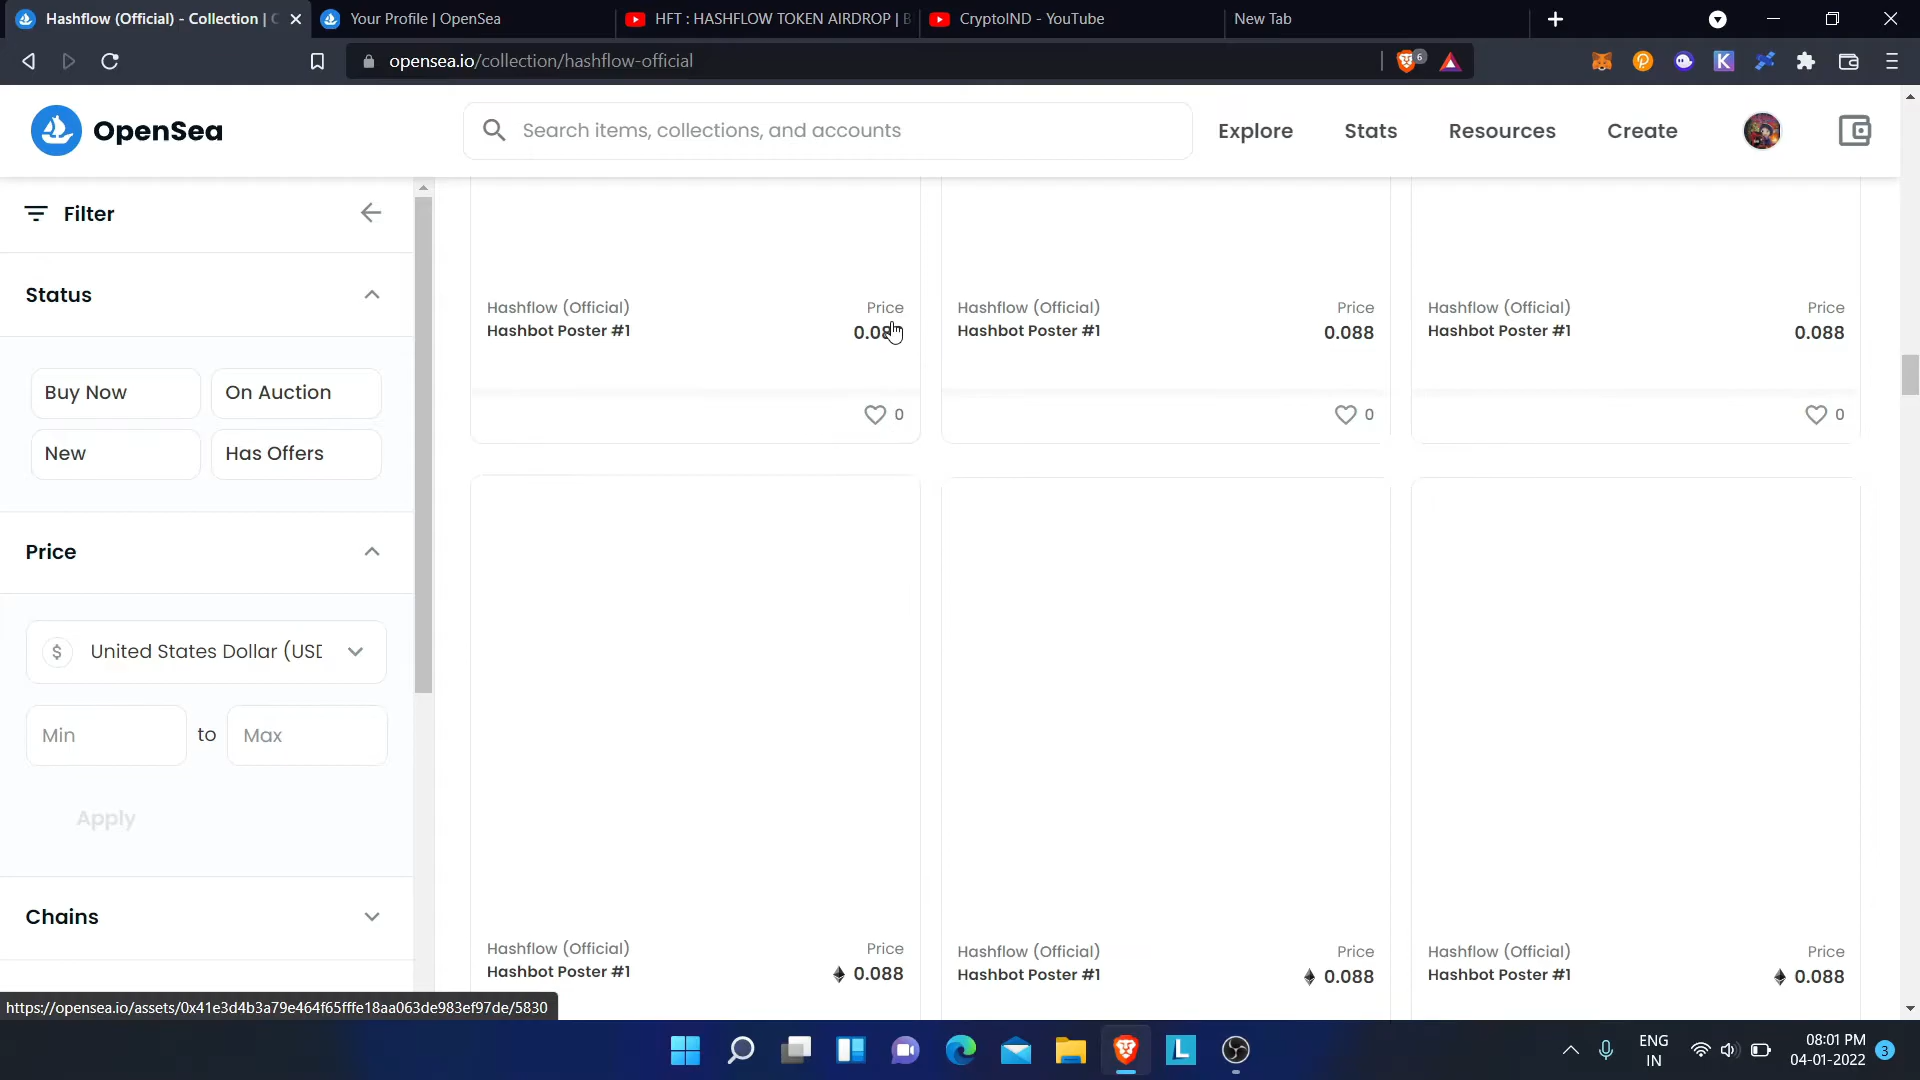 Hashflow (Official) - Collection |
Your Profile | OpenSea
HFT : HASHFLOW TOKEN AIRDROP |
CryptoIND - YouTube
New Tab
opensea.io/collection/hashflow-official
6
OpenSea
Search items, collections, and accounts
Explore
Stats
Resources
Create
Filter
Status
Buy Now
On Auction
New
Has Offers
Price
$
United States Dollar (USD
Min
to
Max
Apply
Chains
Hashflow (Official)
Price
Hashbot Poster #1
0.08
0
Hashflow (Official)
Price
Hashbot Poster #1
0.088
0
Hashflow (Official)
Price
Hashbot Poster #1
0.088
0
Hashflow (Official)
Price
Hashbot Poster #1
0.088
Hashflow (Official)
Price
Hashbot Poster #1
0.088
Hashflow (Official)
Price
Hashbot Poster #1
0.088
https://opensea.io/assets/0x41e3d4b3a79e464f65fffe18aa063de983ef97de/5830
ENG
IN
08:01 PM
04-01-2022
3